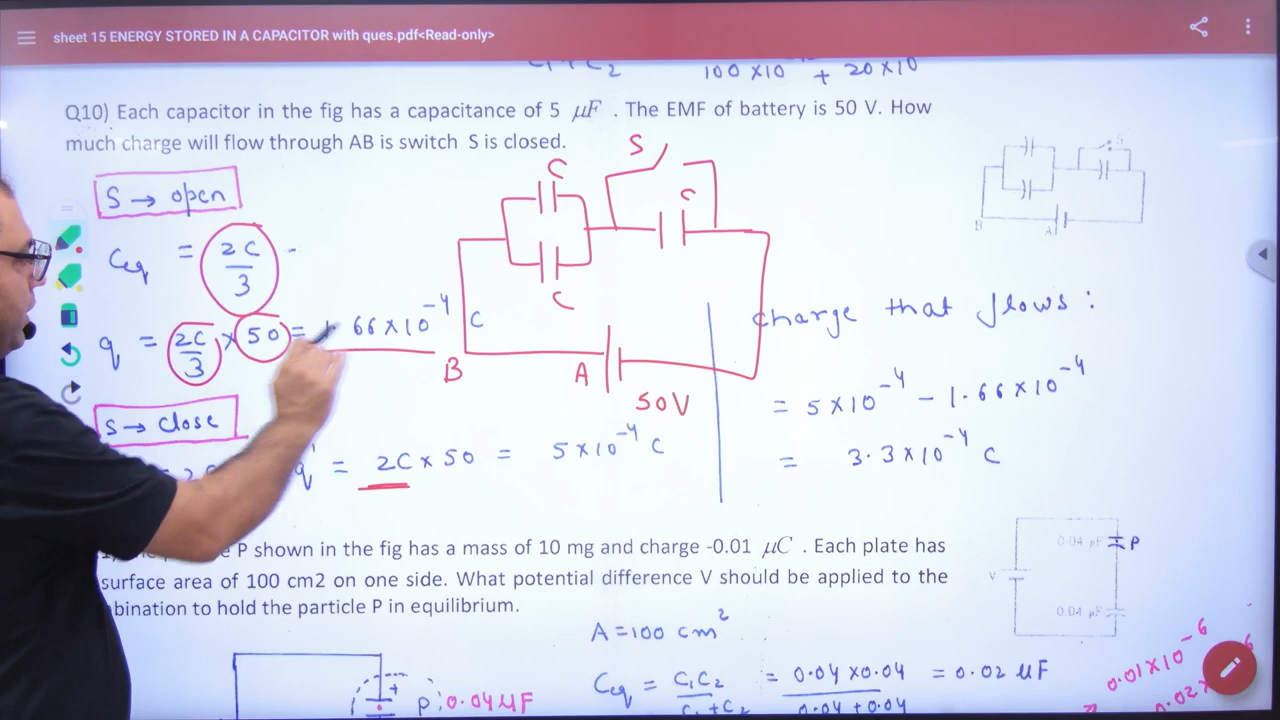 sheet 15 ENERGY STORED IN A CAPACITOR with ques.pdf<Read-only>
100 × 10 + 20 × 10
Q10) Each capacitor in the fig has a capacitance of 5 μF . The EMF of battery is 50 V. How
much charge will flow through AB is switch S is closed.
S → open
Ceq = 2C/3
q = 2C/3 × 50 = 66 × 10⁻⁴ C
S → close
q' = 2C × 50 = 5 × 10⁻⁴ C
S
C
C
C
B
A
50V
S
B
A
charge that flows :
= 5 × 10⁻⁴ - 1.66 × 10⁻⁴
= 3.3 × 10⁻⁴ C
P shown in the fig has a mass of 10 mg and charge -0.01 μC . Each plate has
surface area of 100 cm2 on one side. What potential difference V should be applied to the
bination to hold the particle P in equilibrium.
V
0.04 μF
P
0.04 μF
A = 100 cm²
Ceq = C₁C₂/C₁+C₂ = 0.04 × 0.04/0.04 + 0.04 = 0.02 μF
+
P : 0.04 μF
0.01 × 10⁻⁶